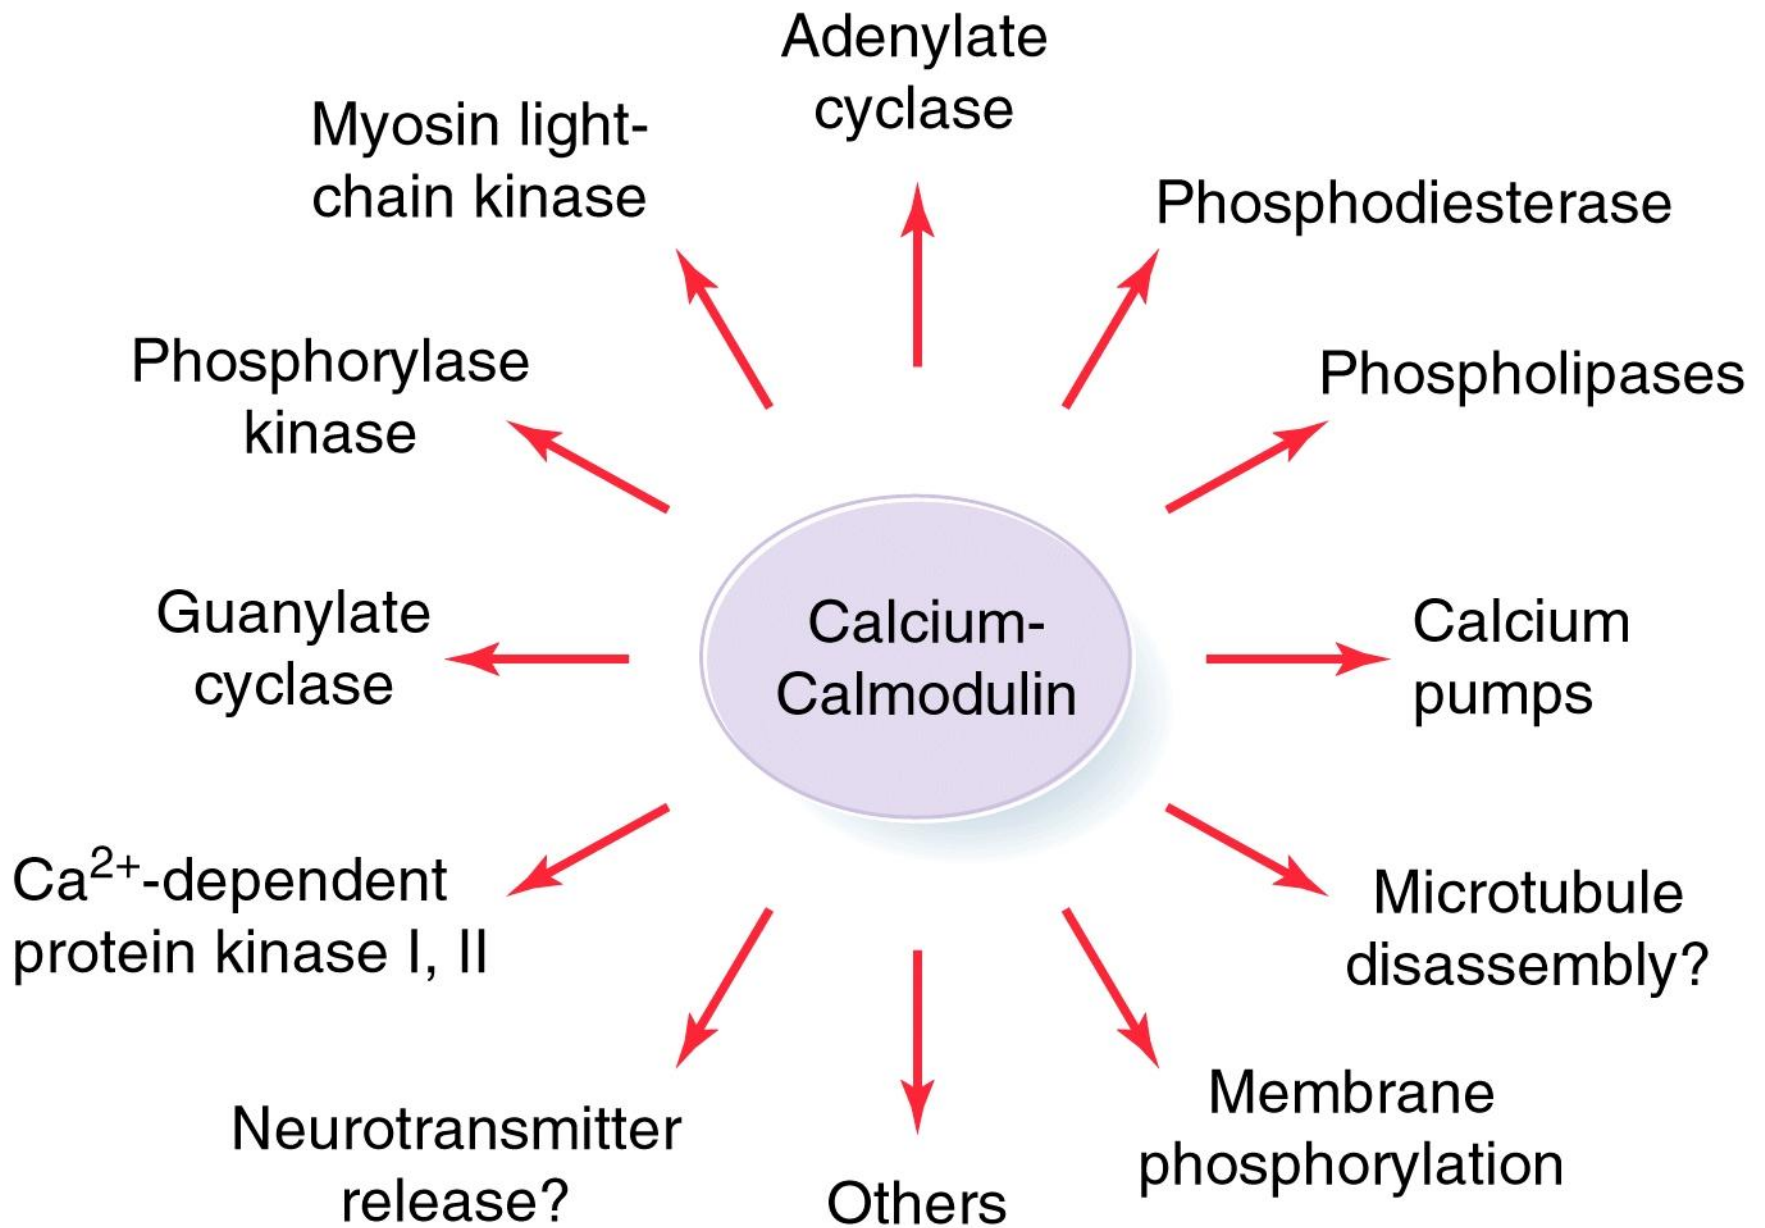 Adenylate
cyclase
Myosin light-
chain kinase
Phosphodiesterase
Phosphorylase
kinase
Phospholipases
Guanylate
cyclase
Calcium-
Calmodulin
Calcium
pumps
Ca²⁺-dependent
protein kinase I, II
Microtubule
disassembly?
Neurotransmitter
release?
Others
Membrane
phosphorylation